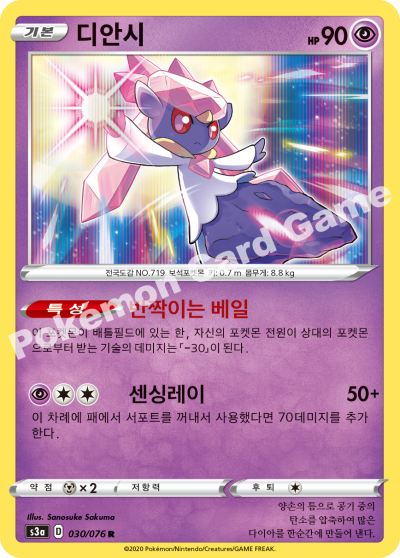 기본 디안시 HP 90
전국도감 NO.719 보석포켓몬 키: 0.7 m 몸무게: 8.8 kg
특성 반짝이는 베일
이 포켓몬이 배틀필드에 있는 한, 자신의 포켓몬 전원이 상대의 포켓몬
으로부터 받는 기술의 데미지는 「-30」이 된다.
센싱레이 50+
이 차례에 패에서 서포트를 꺼내서 사용했다면 70데미지를 추가
한다.
약점 ×2 저항력 후퇴
Illus. Sanosuke Sakuma
s3a D 030/076 R
양손의 틈으로 공기 중의
탄소를 압축하여 많은
다이아를 한순간에 만들어 낸다.
©2020 Pokémon/Nintendo/Creatures/GAME FREAK.
Pokemon Card Game